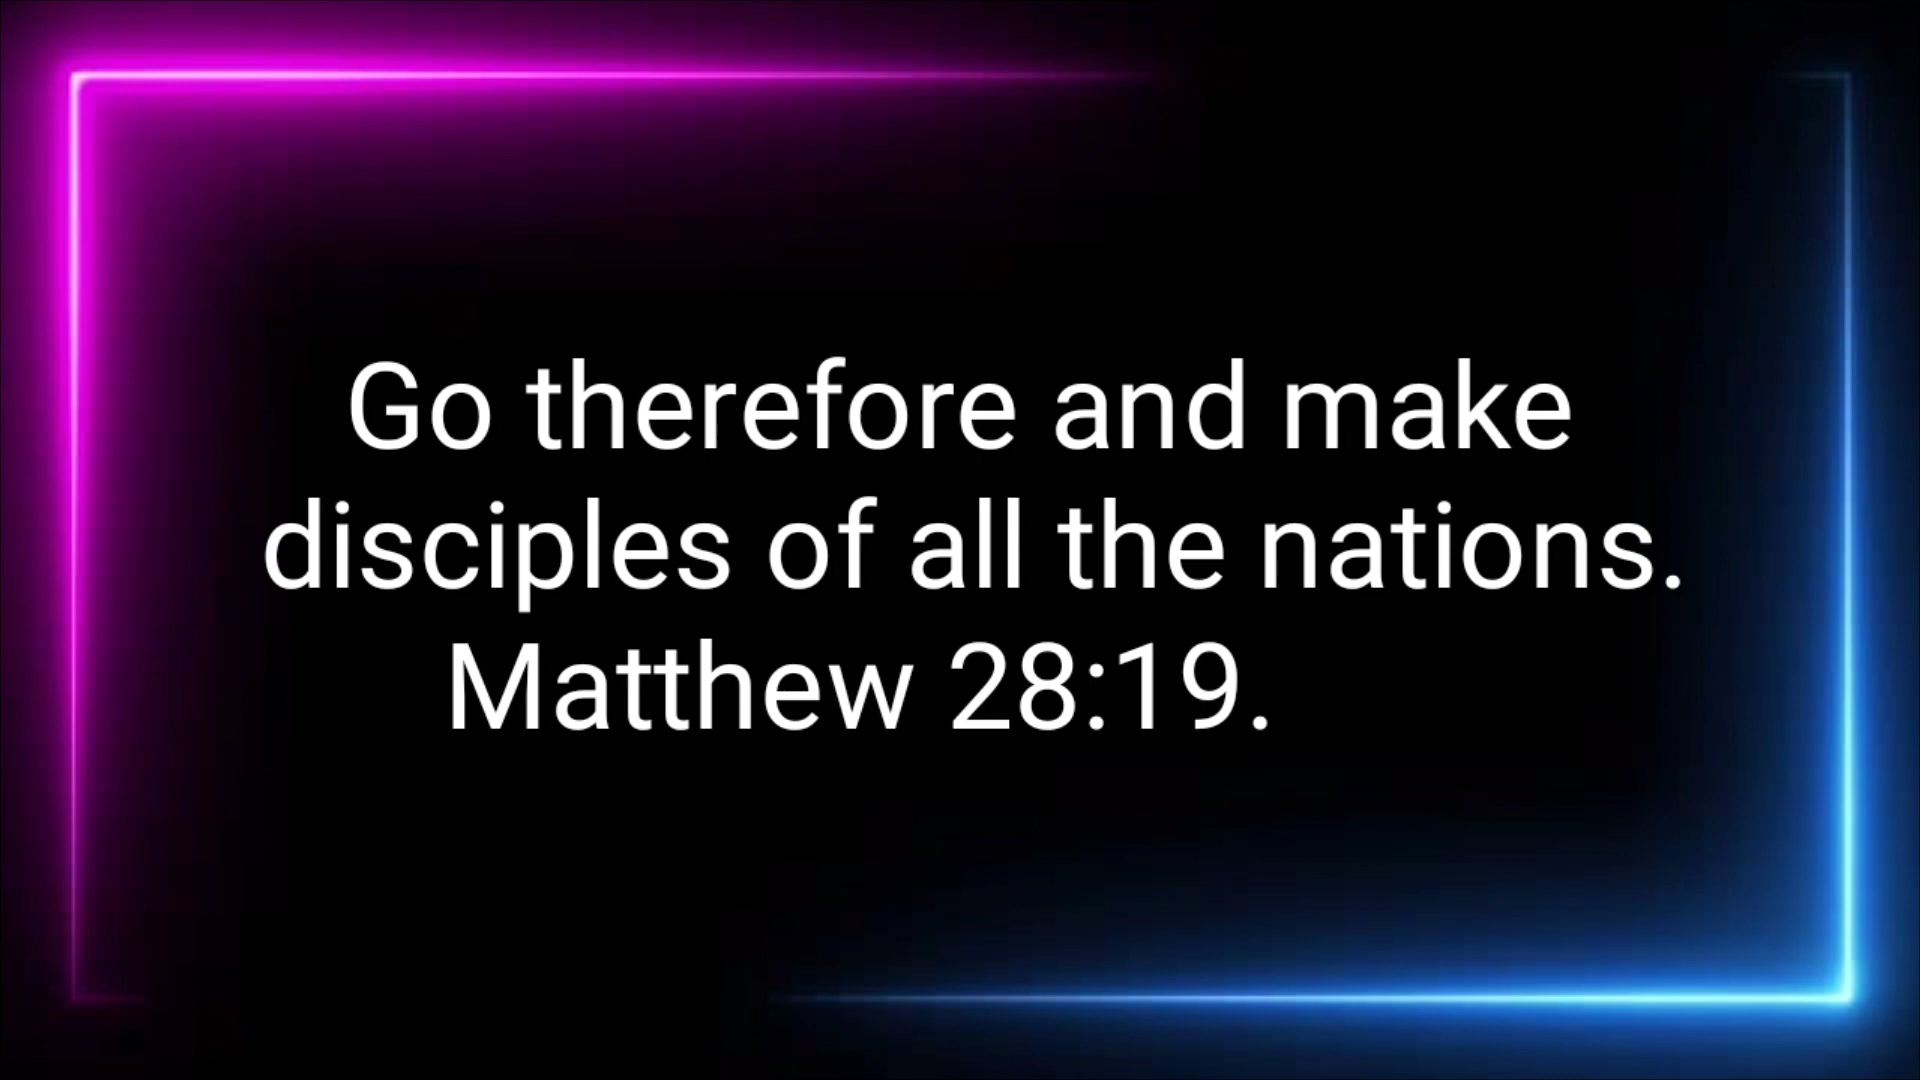 Go therefore and make
disciples of all the nations.
Matthew 28:19.